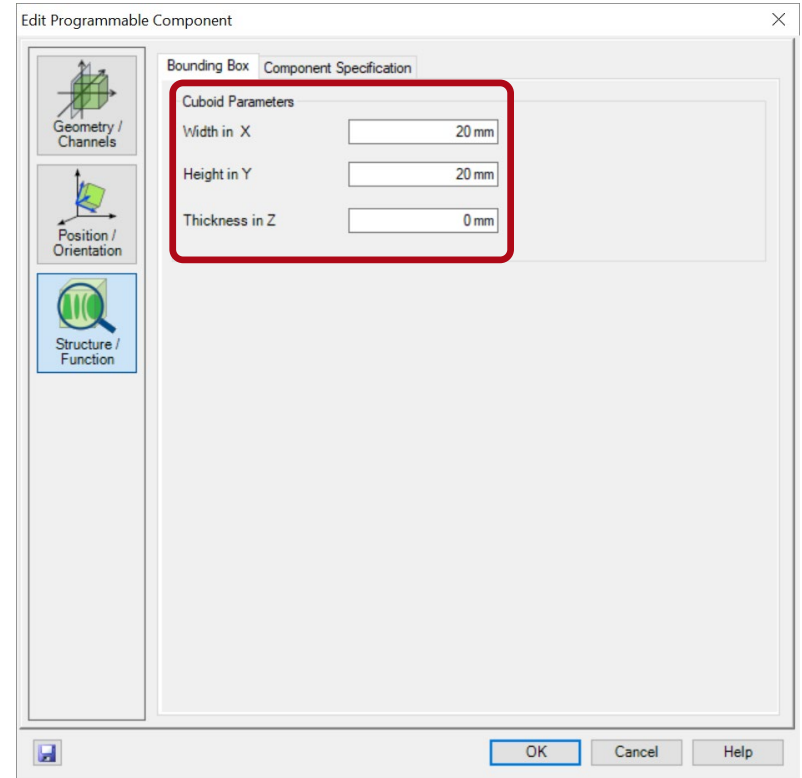 Edit Programmable Component
Bounding Box Component Specification
Cuboid Parameters
Width in X 20 mm
Height in Y 20 mm
Thickness in Z 0 mm
Geometry /
Channels
Position /
Orientation
Structure /
Function
OK Cancel Help